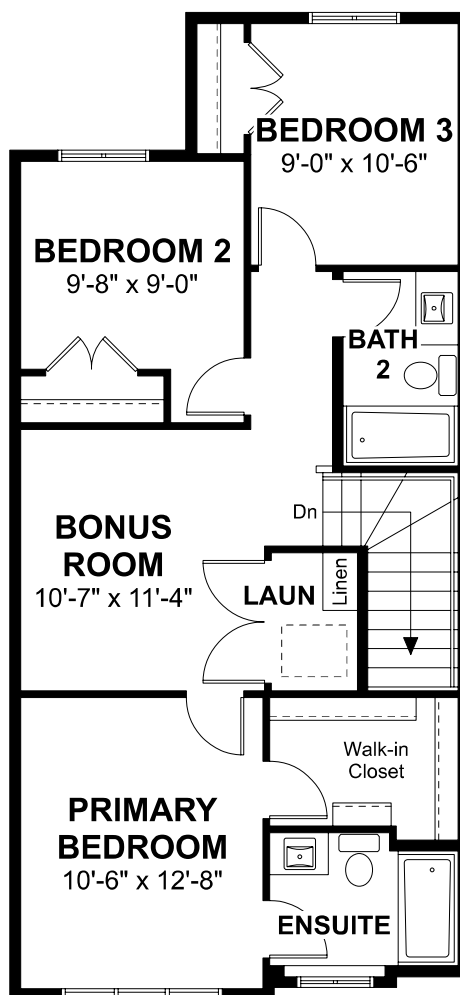 BEDROOM 3
9'-0" x 10'-6"
BEDROOM 2
9'-8" x 9'-0"
BATH
2
Dn
BONUS
ROOM
10'-7" x 11'-4"
LAUN
Linen
Walk-in
Closet
PRIMARY
BEDROOM
10'-6" x 12'-8"
ENSUITE